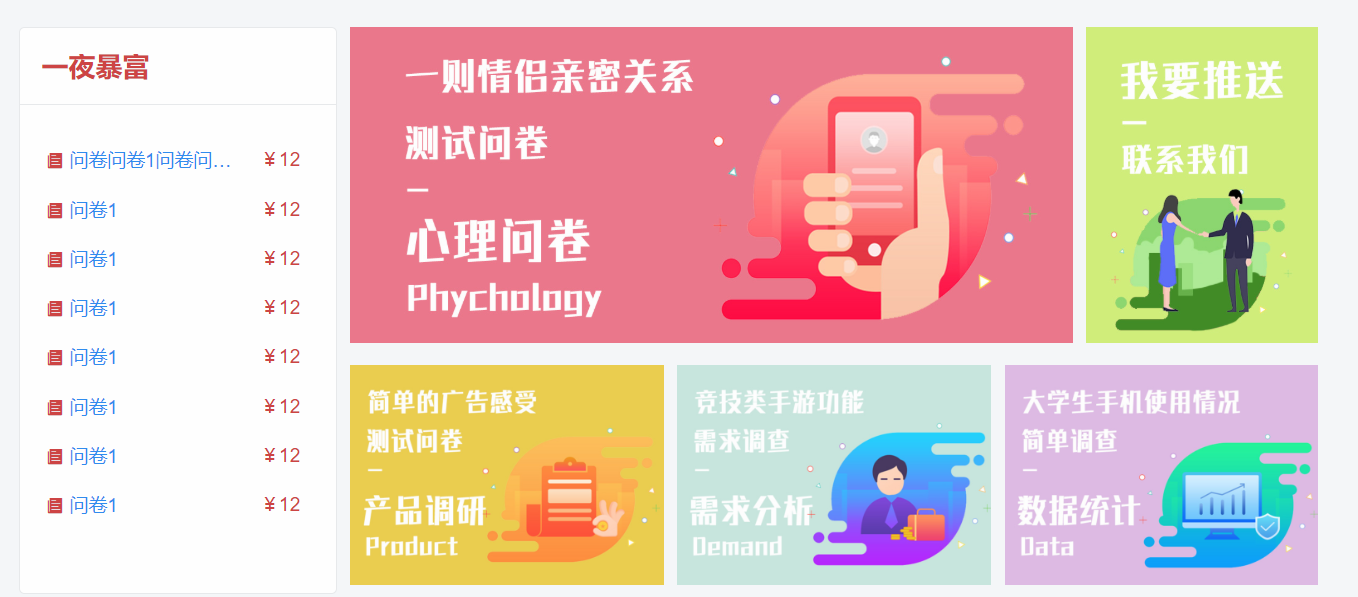 一夜暴富
问卷问卷1问卷问… ¥ 12
问卷1 ¥ 12
问卷1 ¥ 12
问卷1 ¥ 12
问卷1 ¥ 12
问卷1 ¥ 12
问卷1 ¥ 12
问卷1 ¥ 12
一则情侣亲密关系
测试问卷
心理问卷
Phychology
我要推送
联系我们
简单的广告感受
测试问卷
产品调研
Product
竞技类手游功能
需求调查
需求分析
Demand
大学生手机使用情况
简单调查
数据统计
Data